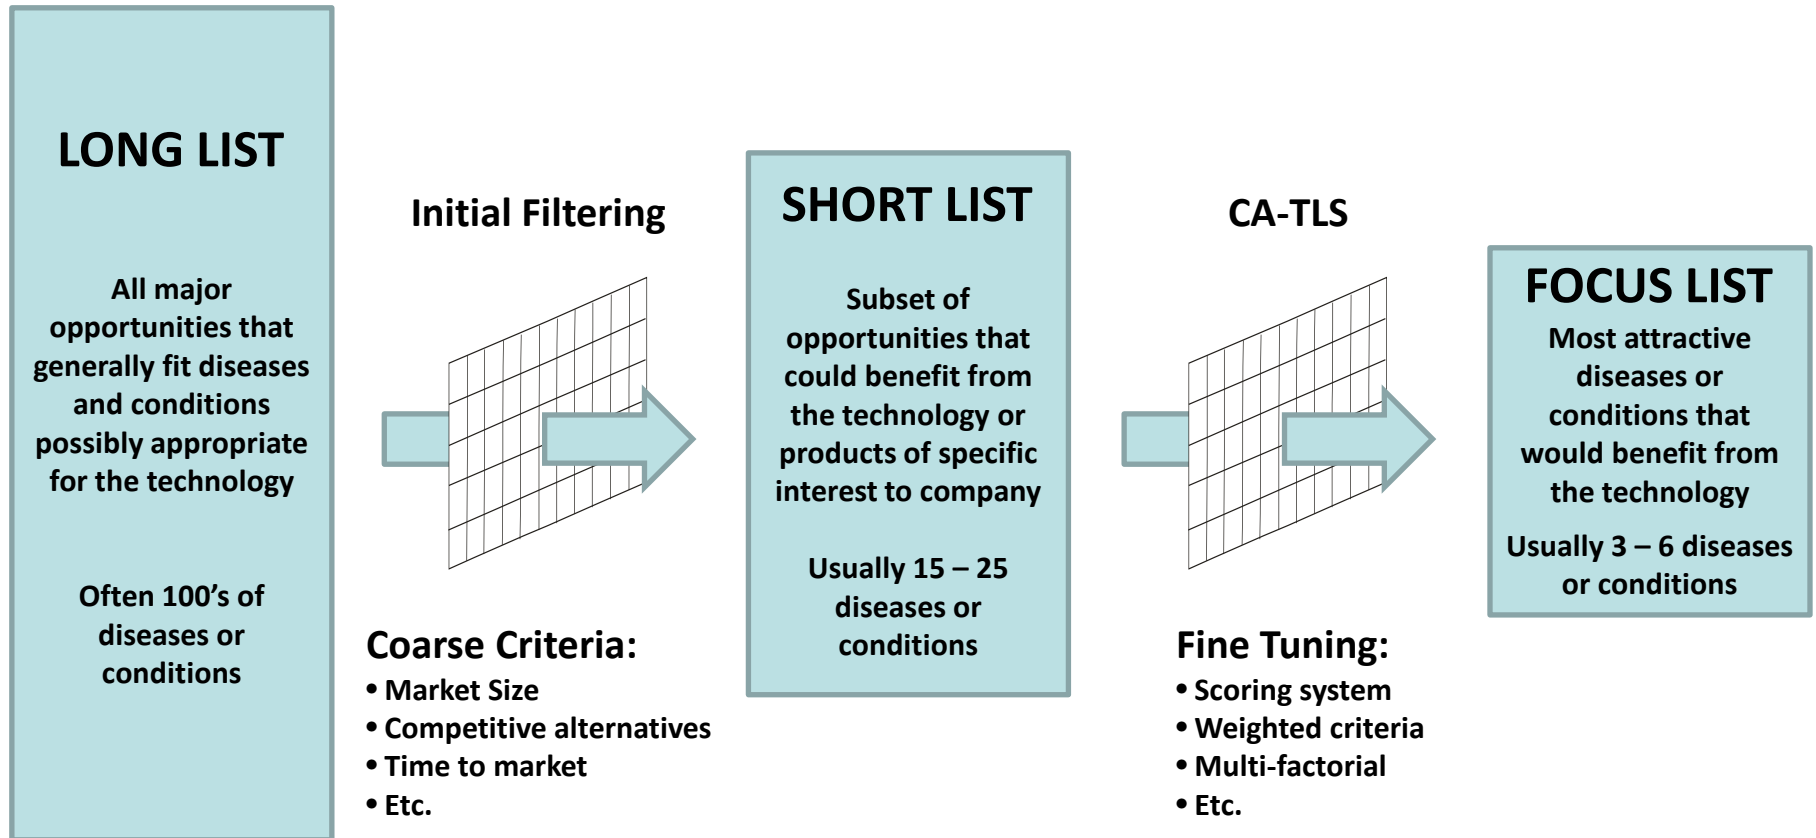 LONG LIST
All major
opportunities that
generally fit diseases
and conditions
possibly appropriate
for the technology
Often 100’s of
diseases or
conditions
Initial Filtering
Coarse Criteria:
• Market Size
• Competitive alternatives
• Time to market
• Etc.
SHORT LIST
Subset of
opportunities that
could benefit from
the technology or
products of specific
interest to company
Usually 15 – 25
diseases or
conditions
CA-TLS
Fine Tuning:
• Scoring system
• Weighted criteria
• Multi-factorial
• Etc.
FOCUS LIST
Most attractive
diseases or
conditions that
would benefit from
the technology
Usually 3 – 6 diseases
or conditions